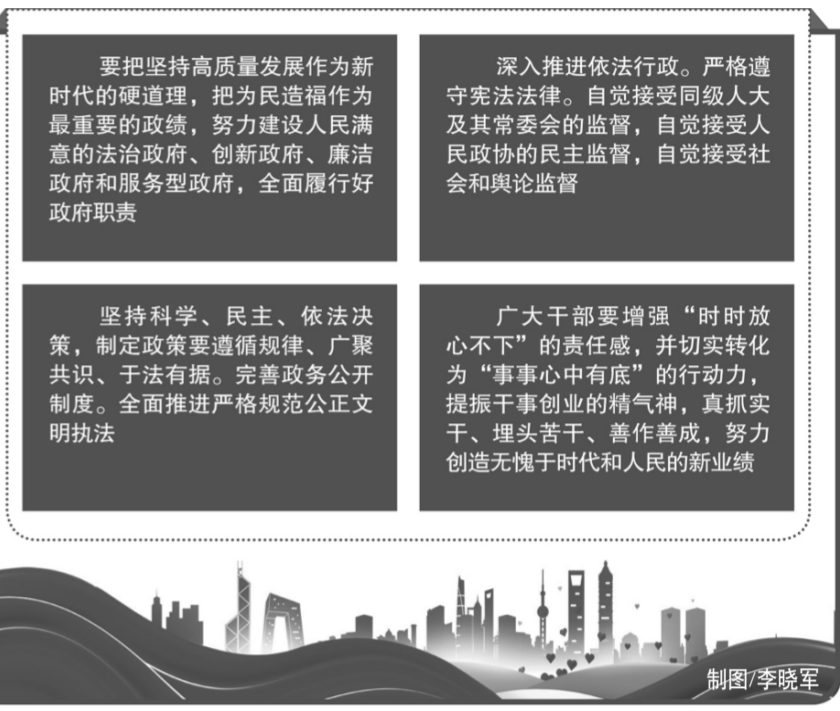 要把坚持高质量发展作为新
时代的硬道理，把为民造福作为
最重要的政绩，努力建设人民满
意的法治政府、创新政府、廉洁
政府和服务型政府，全面履行好
政府职责
深入推进依法行政。严格遵
守宪法法律。自觉接受同级人大
及其常委会的监督，自觉接受人
民政协的民主监督，自觉接受社
会和舆论监督
坚持科学、民主、依法决
策，制定政策要遵循规律、广聚
共识、于法有据。完善政务公开
制度。全面推进严格规范公正文
明执法
广大干部要增强“时时放
心不下”的责任感，并切实转化
为“事事心中有底”的行动力，
提振干事创业的精气神，真抓实
干、埋头苦干、善作善成，努力
创造无愧于时代和人民的新业绩
制图/李晓军